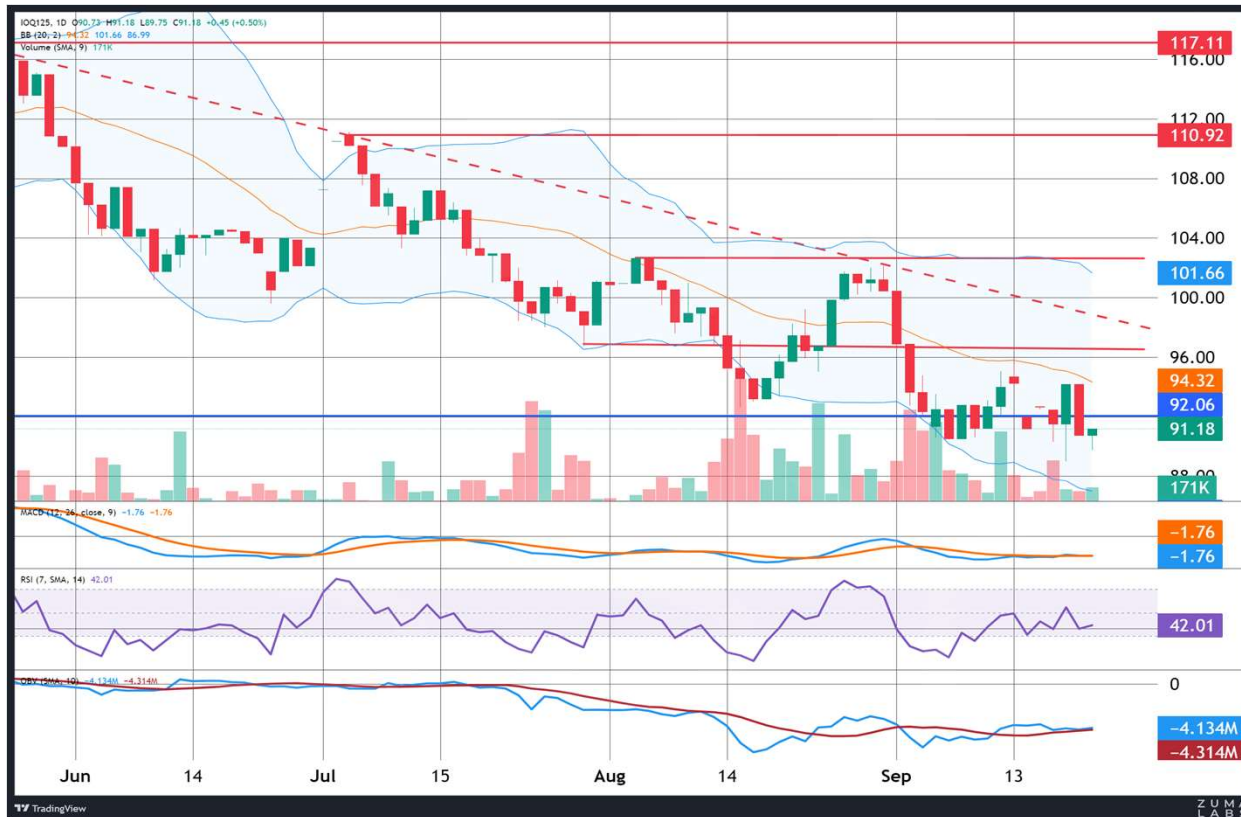 IOQ125, 1D O90.73 H91.18 L89.75 C91.18 +0.45 (+0.50%)
BB (20, 2) 94.32 101.66 86.99
Volume (SMA, 9) 171K
117.11
116.00
112.00
110.92
108.00
104.00
101.66
100.00
96.00
94.32
92.06
91.18
88.00
171K
MACD (12, 26, close, 9) −1.76 −1.76
−1.76
−1.76
RSI (7, SMA, 14) 42.01
42.01
OBV (SMA, 10) −4.134M −4.314M
0
−4.134M
−4.314M
Jun 14 Jul 15 Aug 14 Sep 13
TradingView
ZUMA
LABS